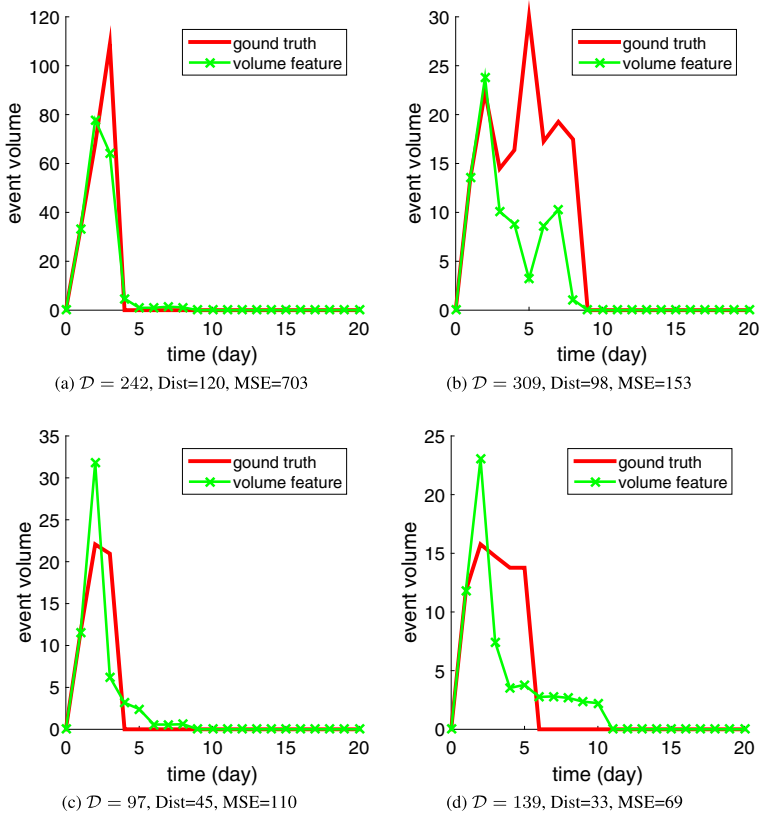 120
100
80
60
40
20
0
event volume
gound truth
volume feature
0 5 10 15 20
time (day)
(a) 𝒟 = 242, Dist=120, MSE=703
30
25
20
15
10
5
0
event volume
gound truth
volume feature
0 5 10 15 20
time (day)
(b) 𝒟 = 309, Dist=98, MSE=153
35
30
25
20
15
10
5
0
event volume
gound truth
volume feature
0 5 10 15 20
time (day)
(c) 𝒟 = 97, Dist=45, MSE=110
25
20
15
10
5
0
event volume
gound truth
volume feature
0 5 10 15 20
time (day)
(d) 𝒟 = 139, Dist=33, MSE=69